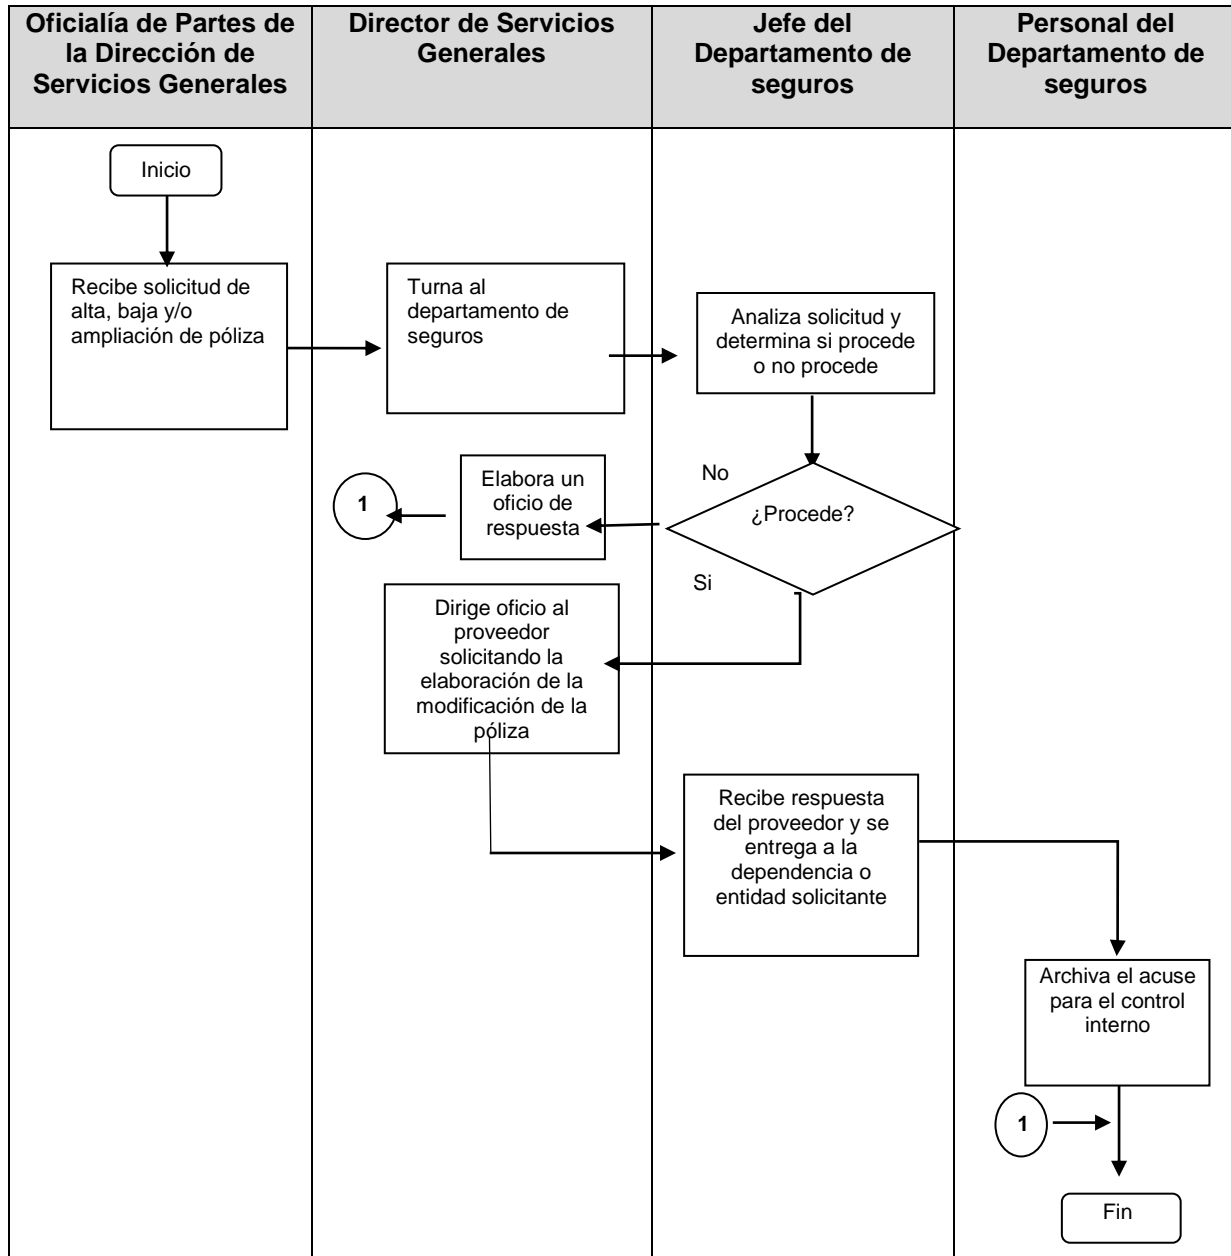 Oficialía de Partes de
la Dirección de
Servicios Generales
Director de Servicios
Generales
Jefe del
Departamento de
seguros
Personal del
Departamento de
seguros
Inicio
Recibe solicitud de
alta, baja y/o
ampliación de póliza
Turna al
departamento de
seguros
Analiza solicitud y
determina si procede
o no procede
¿Procede?
No
Elabora un
oficio de
respuesta
1
Si
Dirige oficio al
proveedor
solicitando la
elaboración de la
modificación de la
póliza
Recibe respuesta
del proveedor y se
entrega a la
dependencia o
entidad solicitante
Archiva el acuse
para el control
interno
1
Fin